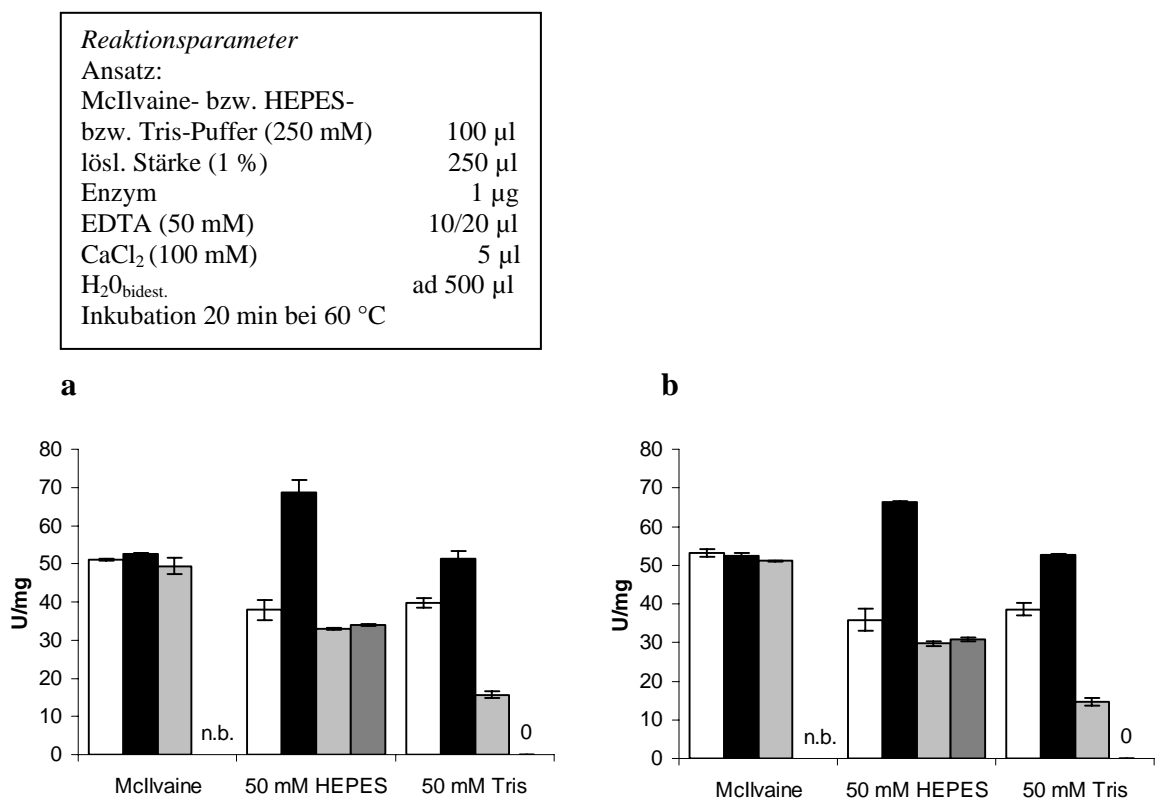 Reaktionsparameter
Ansatz:
McIlvaine- bzw. HEPES-
bzw. Tris-Puffer (250 mM) 100 µl
lösl. Stärke (1 %) 250 µl
Enzym 1 µg
EDTA (50 mM) 10/20 µl
CaCl2 (100 mM) 5 µl
H20bidest. ad 500 µl
Inkubation 20 min bei 60 °C
a
80
70
60
50
40
30
20
10
0
U/mg
n.b.
0
McIlvaine 50 mM HEPES 50 mM Tris
b
80
70
60
50
40
30
20
10
0
U/mg
n.b.
0
McIlvaine 50 mM HEPES 50 mM Tris